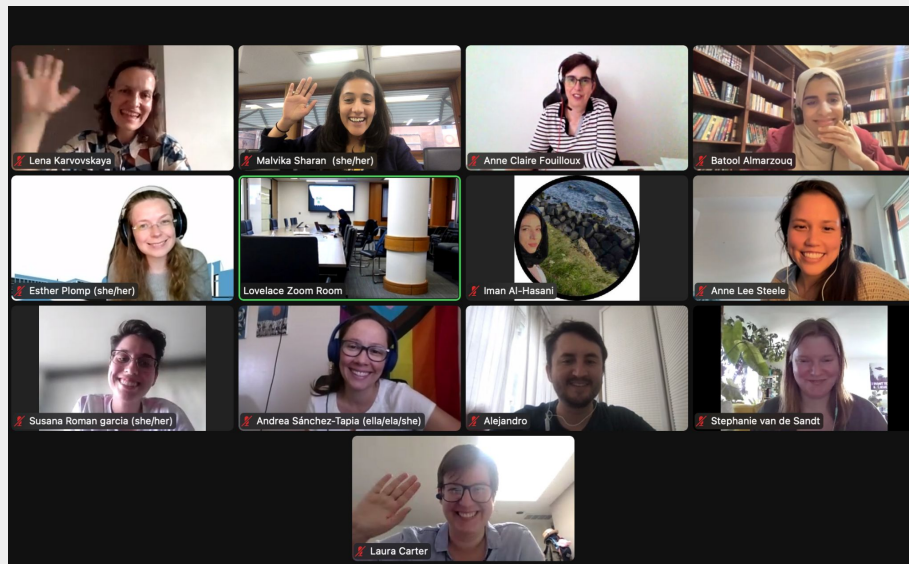 Lena Karvovskaya
Malvika Sharan (she/her)
Anne Claire Fouilloux
Batool Almarzouq
Esther Plomp (she/her)
Lovelace Zoom Room
Iman Al-Hasani
Anne Lee Steele
Susana Roman garcia (she/her)
Andrea Sánchez-Tapia (ella/ela/she)
Alejandro
Stephanie van de Sandt
Laura Carter